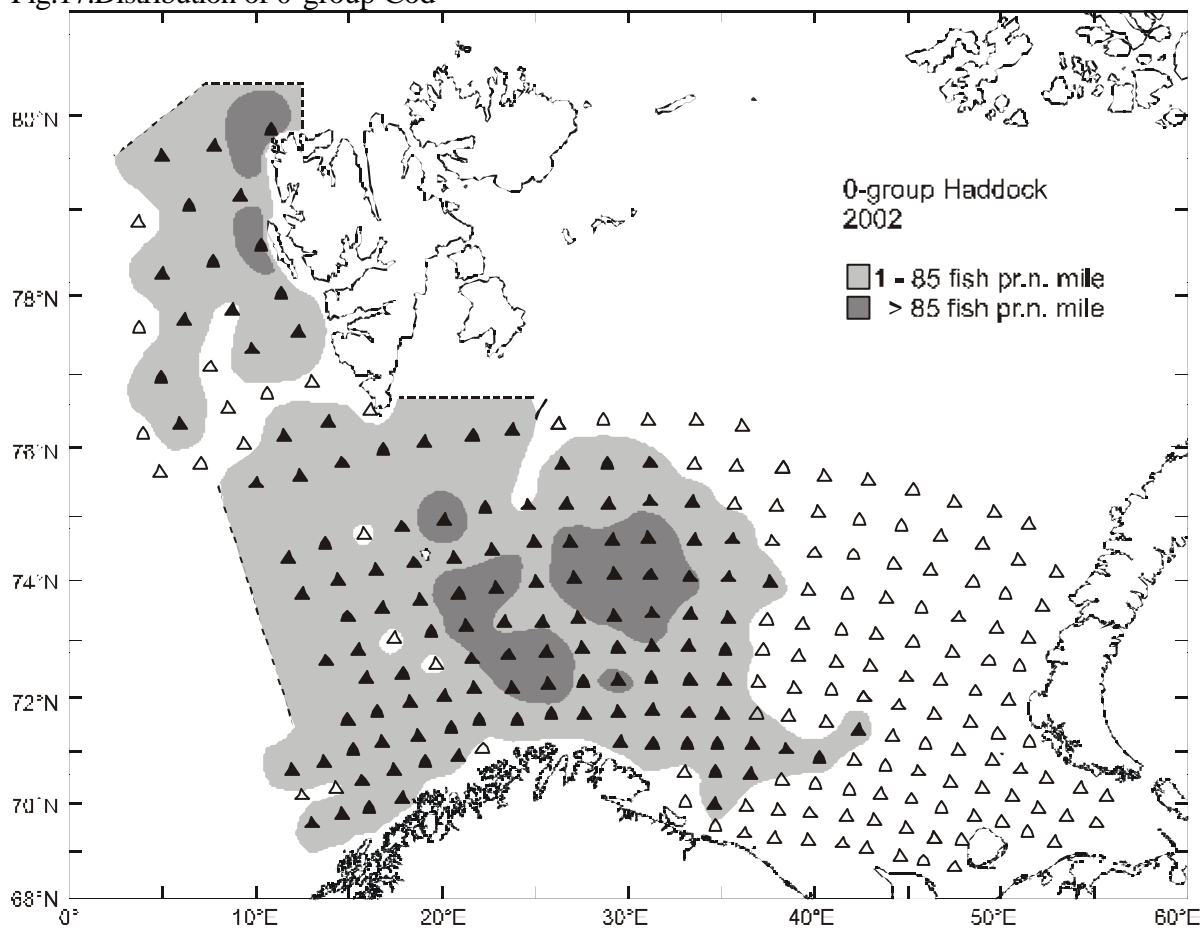 Fig.17.Distribution of 0-group Cod
80°N
0-group Haddock
2002
1 - 85 fish pr.n. mile
> 85 fish pr.n. mile
78°N
76°N
74°N
72°N
70°N
68°N
0° 10°E 20°E 30°E 40°E 50°E 60°E